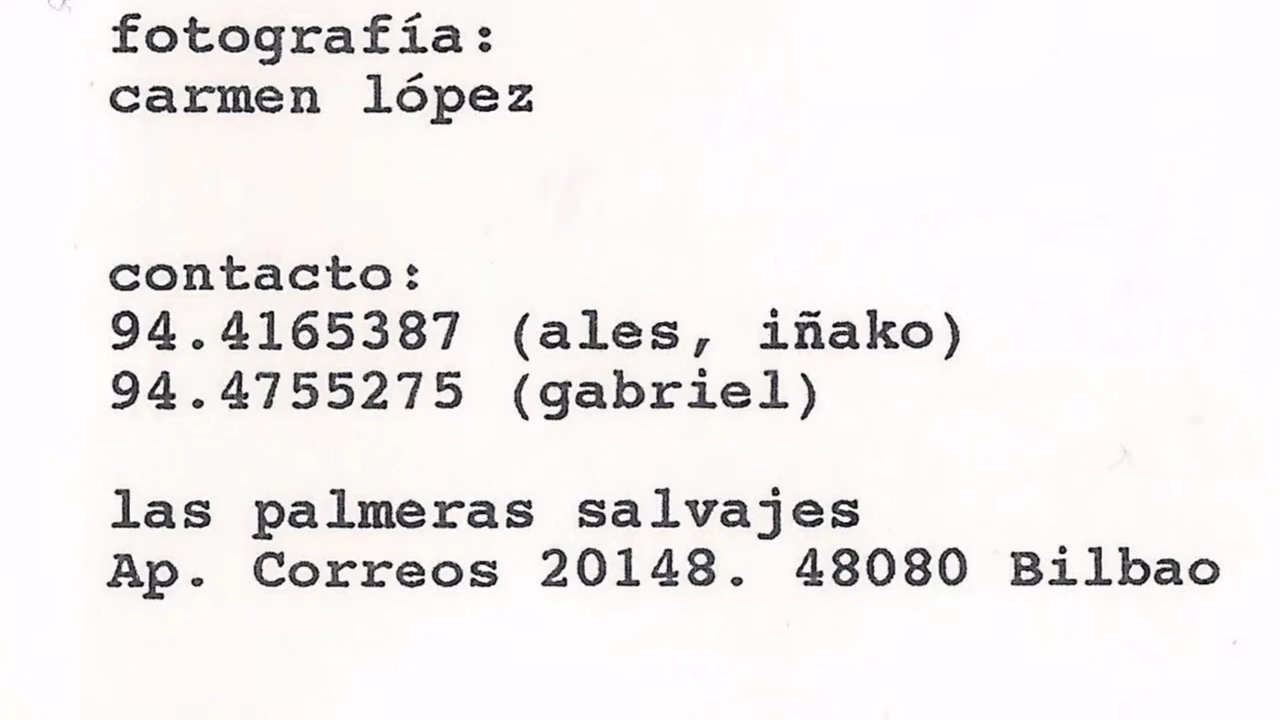 fotografía:
carmen lópez
contacto:
94.4165387 (ales, iñako)
94.4755275 (gabriel)
las palmeras salvajes
Ap. Correos 20148. 48080 Bilbao